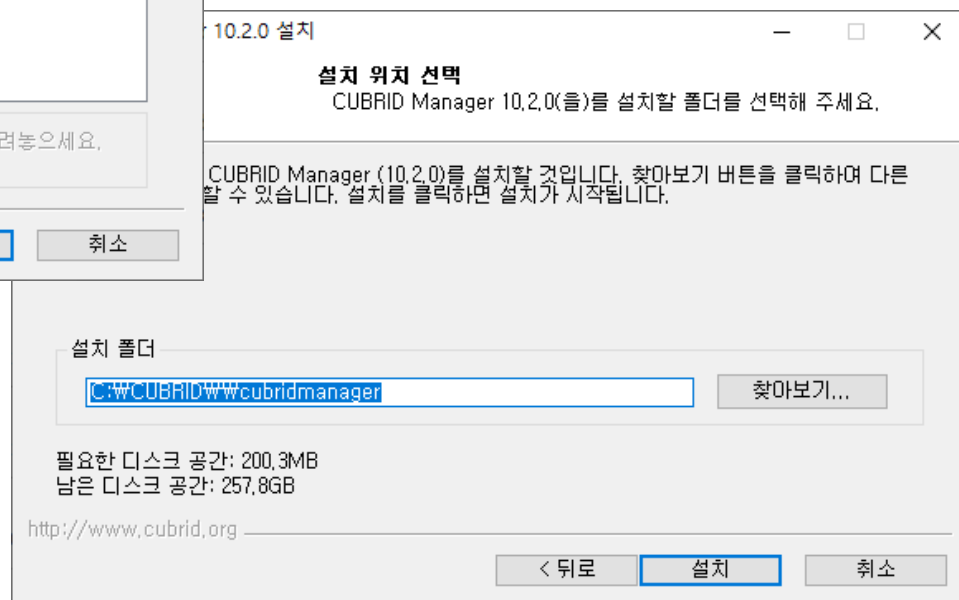 10.2.0 설치
설치 위치 선택
CUBRID Manager 10.2.0(을)를 설치할 폴더를 선택해 주세요.
려놓으세요.
CUBRID Manager (10.2.0)를 설치할 것입니다. 찾아보기 버튼을 클릭하여 다른
할 수 있습니다. 설치를 클릭하면 설치가 시작됩니다.
취소
설치 폴더
C:₩CUBRID₩₩cubridmanager
찾아보기...
필요한 디스크 공간: 200.3MB
남은 디스크 공간: 257.8GB
http://www.cubrid.org
< 뒤로
설치
취소